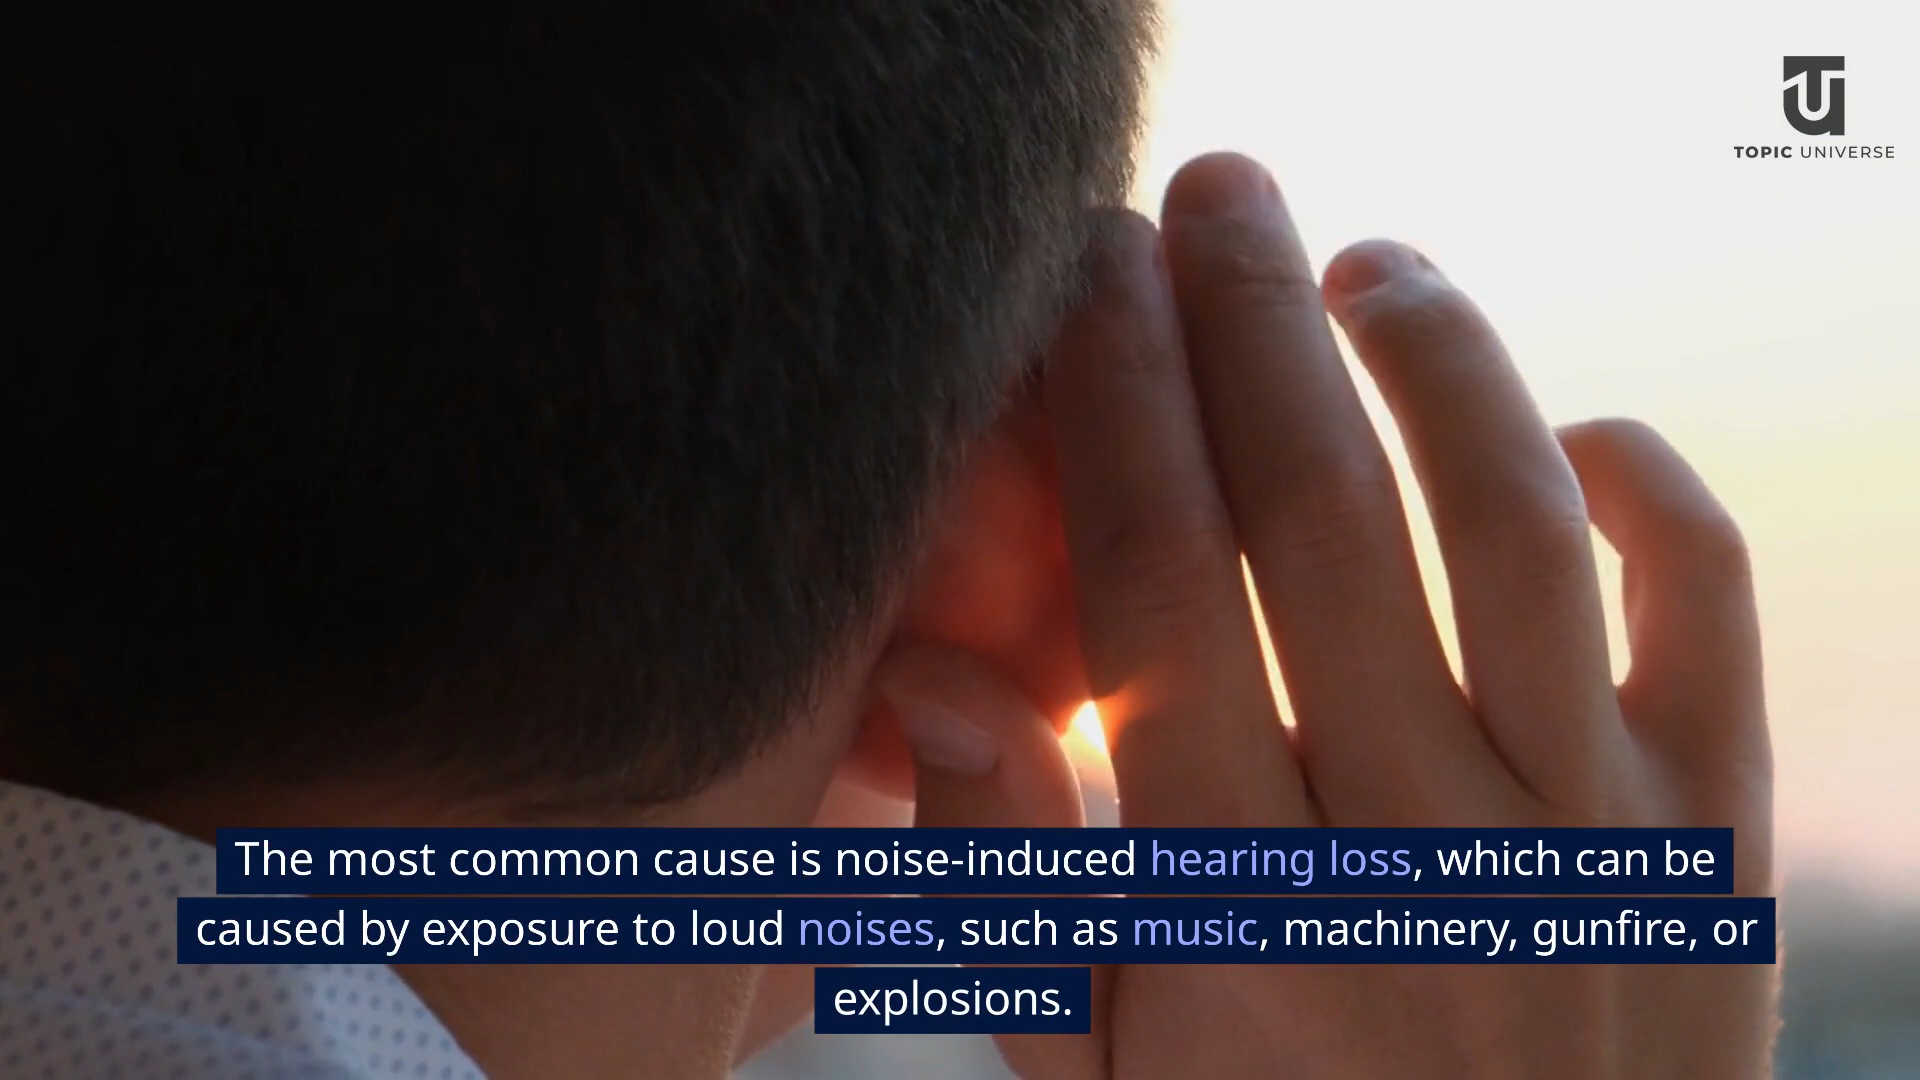 TU
TOPIC UNIVERSE
The most common cause is noise-induced hearing loss, which can be
caused by exposure to loud noises, such as music, machinery, gunfire, or
explosions.